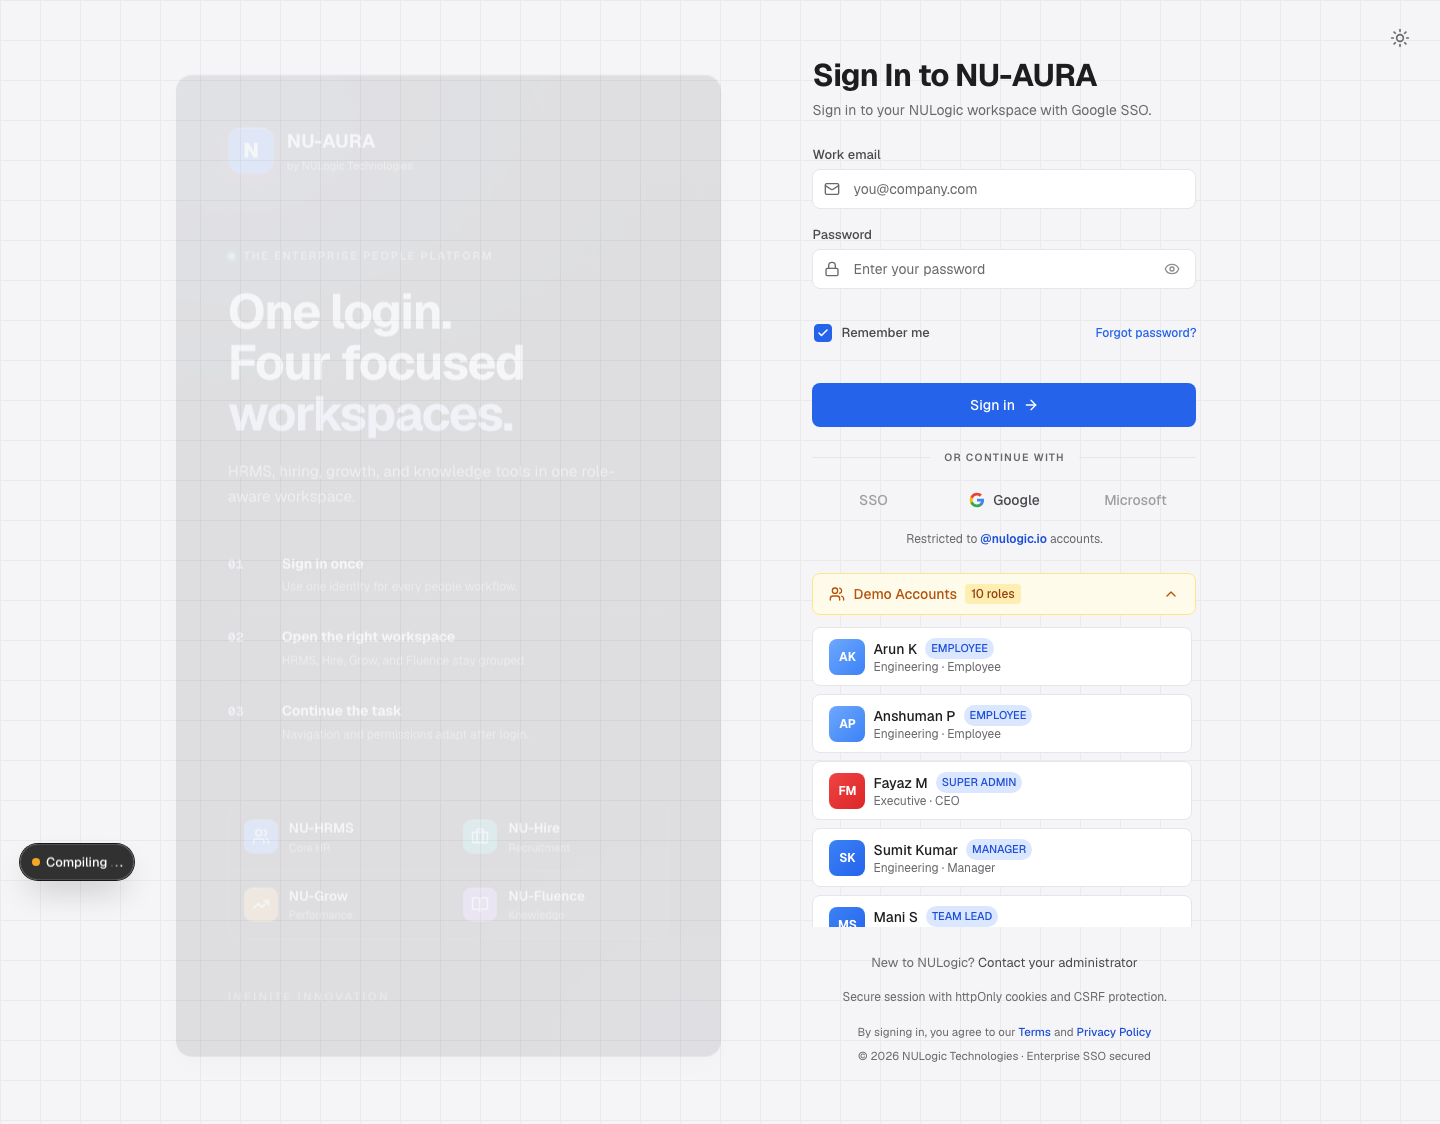 N
NU-AURA
by NULogic Technologies
THE ENTERPRISE PEOPLE PLATFORM
One login.
Four focused
workspaces.
HRMS, hiring, growth, and knowledge tools in one role-
aware workspace.
01
Sign in once
Use one identity for every people workflow.
02
Open the right workspace
HRMS, Hire, Grow, and Fluence stay grouped.
03
Continue the task
Navigation and permissions adapt after login.
NU-HRMS
Core HR
NU-Hire
Recruitment
NU-Grow
Performance
NU-Fluence
Knowledge
INFINITE INNOVATION
Compiling ...
Sign In to NU-AURA
Sign in to your NULogic workspace with Google SSO.
Work email
you@company.com
Password
Enter your password
Remember me
Forgot password?
Sign in
OR CONTINUE WITH
SSO
Google
Microsoft
Restricted to @nulogic.io accounts.
Demo Accounts 10 roles
AK
Arun K EMPLOYEE
Engineering · Employee
AP
Anshuman P EMPLOYEE
Engineering · Employee
FM
Fayaz M SUPER ADMIN
Executive · CEO
SK
Sumit Kumar MANAGER
Engineering · Manager
MS
Mani S TEAM LEAD
New to NULogic? Contact your administrator
Secure session with httpOnly cookies and CSRF protection.
By signing in, you agree to our Terms and Privacy Policy
© 2026 NULogic Technologies · Enterprise SSO secured